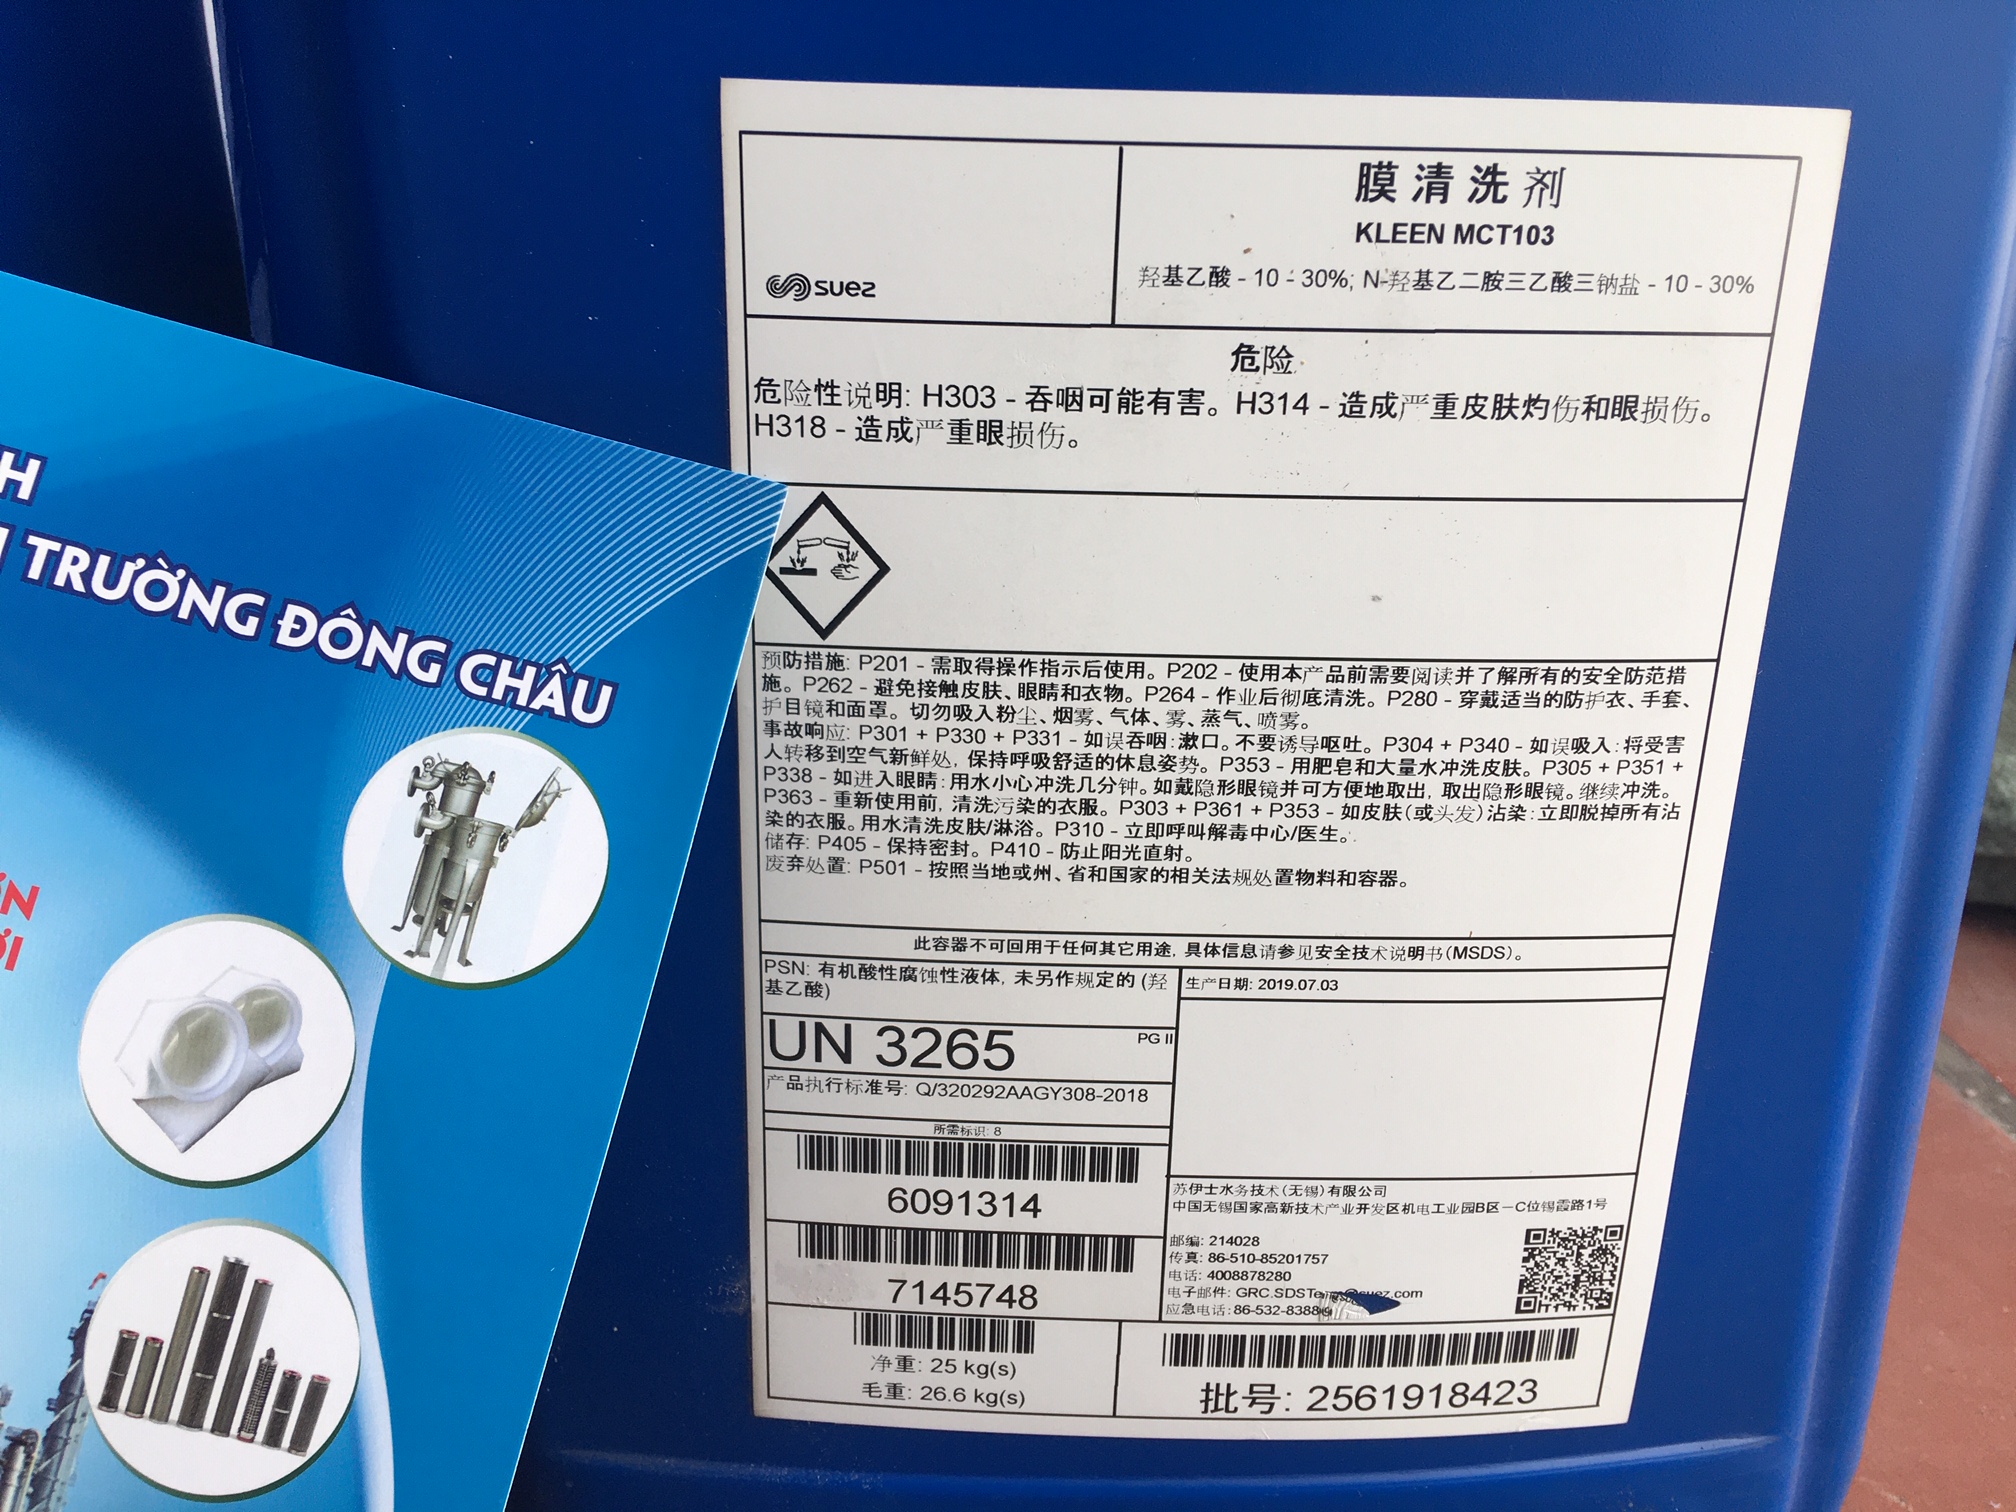 H
TRƯỜNG ĐÔNG CHÂU
suez
膜清洗剂
KLEEN MCT103
羟基乙酸 - 10 - 30%; N-羟基乙二胺三乙酸三钠盐 - 10 - 30%
危险
危险性说明: H303 - 吞咽可能有害。H314 - 造成严重皮肤灼伤和眼损伤。
H318 - 造成严重眼损伤。
预防措施: P201 - 需取得操作指示后使用。P202 - 使用本产品前需要阅读并了解所有的安全防范措
施。P262 - 避免接触皮肤、眼睛和衣物。P264 - 作业后彻底清洗。P280 - 穿戴适当的防护衣、手套、
护目镜和面罩。切勿吸入粉尘、烟雾、气体、雾、蒸气、喷雾。
事故响应: P301 + P330 + P331 - 如误吞咽:漱口。不要诱导呕吐。P304 + P340 - 如误吸入:将受害
人转移到空气新鲜处, 保持呼吸舒适的休息姿势。P353 - 用肥皂和大量水冲洗皮肤。P305 + P351 +
P338 - 如进入眼睛:用水小心冲洗几分钟。如戴隐形眼镜并可方便地取出, 取出隐形眼镜。继续冲洗。
P363 - 重新使用前, 清洗污染的衣服。P303 + P361 + P353 - 如皮肤(或头发)沾染:立即脱掉所有沾
染的衣服。用水清洗皮肤/淋浴。P310 - 立即呼叫解毒中心/医生。
储存: P405 - 保持密封。P410 - 防止阳光直射。
废弃处置: P501 - 按照当地或州、省和国家的相关法规处置物料和容器。
此容器不可回用于任何其它用途, 具体信息请参见安全技术说明书(MSDS)。
PSN: 有机酸性腐蚀性液体, 未另作规定的 (羟
基乙酸)
生产日期: 2019.07.03
UN 3265
PG II
产品执行标准号: Q/320292AAGY308-2018
所需标识: 8
6091314
7145748
苏伊士水务技术(无锡)有限公司
中国无锡国家高新技术产业开发区机电工业园B区一C位锡霞路1号
邮编: 214028
传真: 86-510-85201757
电话: 4008878280
电子邮件: GRC.SDSTeam@suez.com
应急电话:86-532-8388
净重: 25 kg(s)
毛重: 26.6 kg(s)
批号: 2561918423